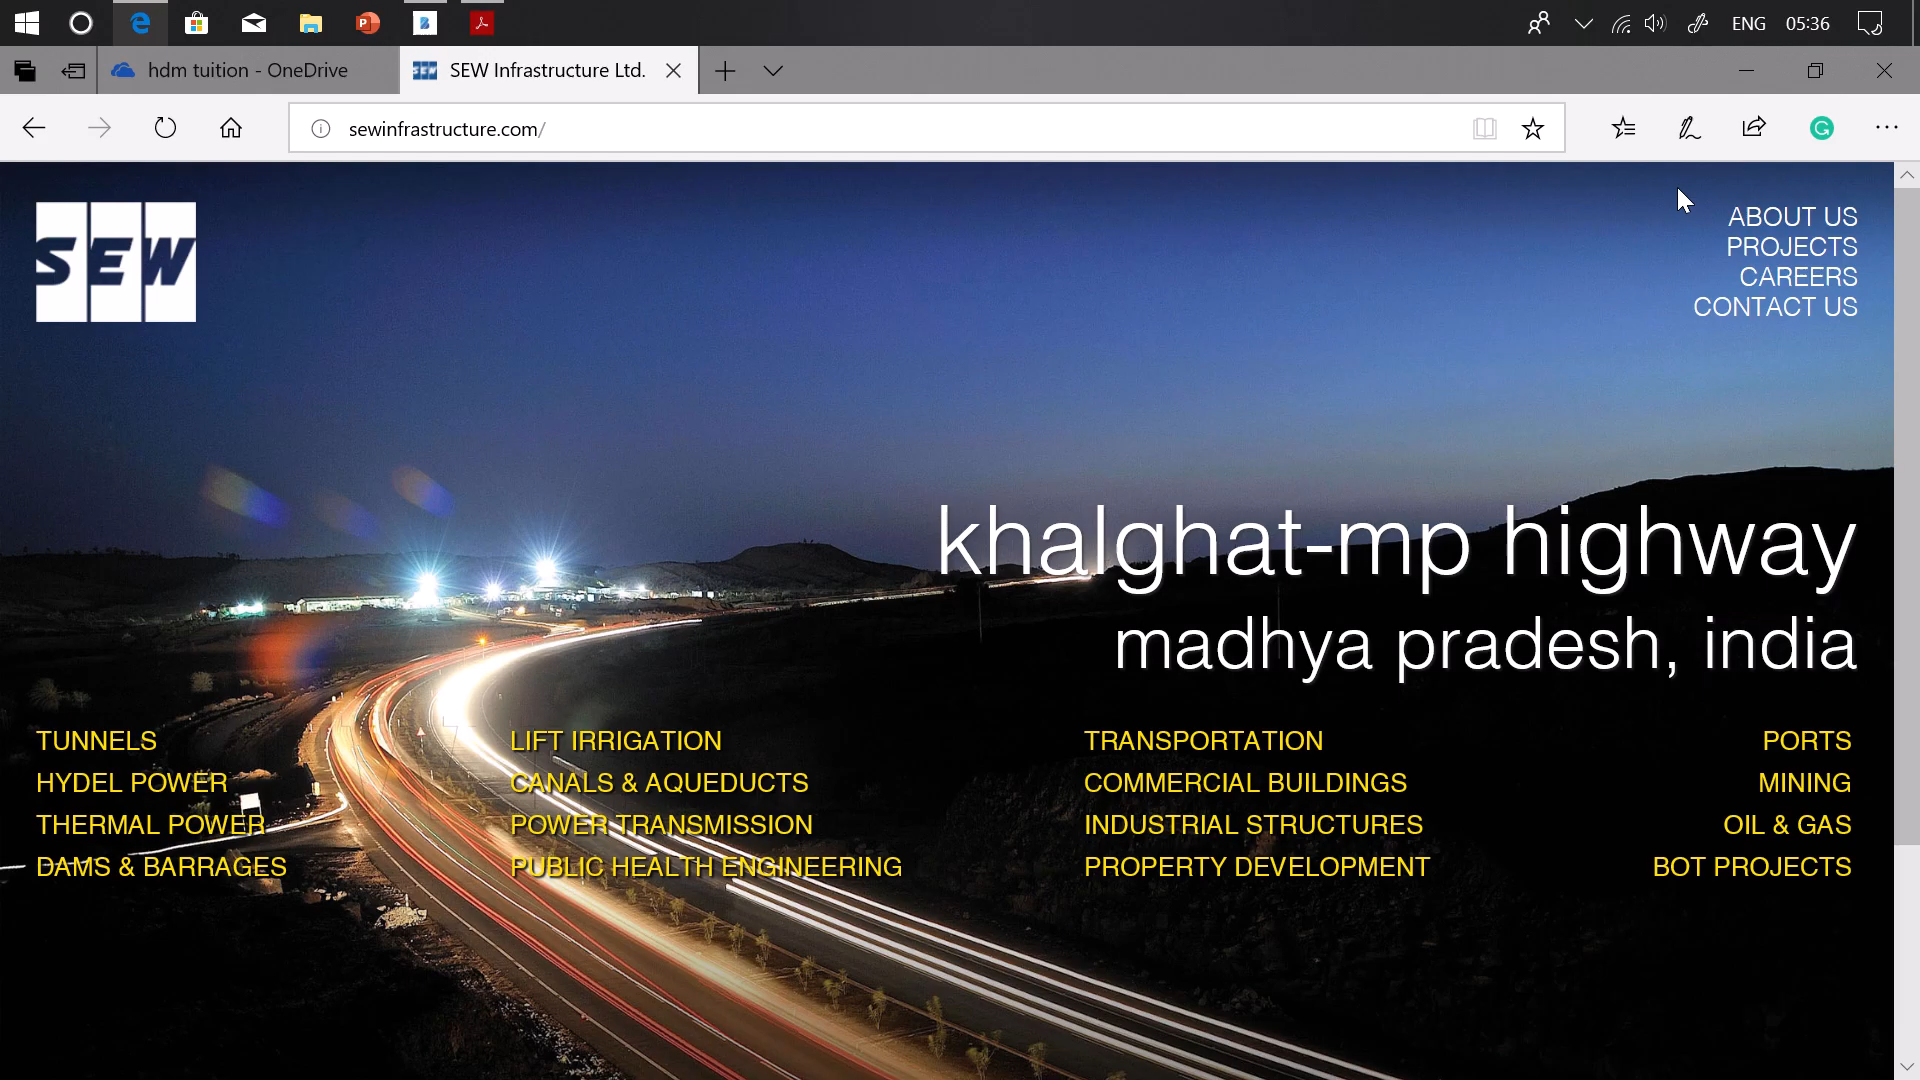 ENG 05:36
hdm tuition - OneDrive
SEW Infrastructure Ltd.
sewinfrastructure.com/
SEW
ABOUT US
PROJECTS
CAREERS
CONTACT US
khalghat-mp highway
madhya pradesh, india
TUNNELS
HYDEL POWER
THERMAL POWER
DAMS & BARRAGES
LIFT IRRIGATION
CANALS & AQUEDUCTS
POWER TRANSMISSION
PUBLIC HEALTH ENGINEERING
TRANSPORTATION
COMMERCIAL BUILDINGS
INDUSTRIAL STRUCTURES
PROPERTY DEVELOPMENT
PORTS
MINING
OIL & GAS
BOT PROJECTS